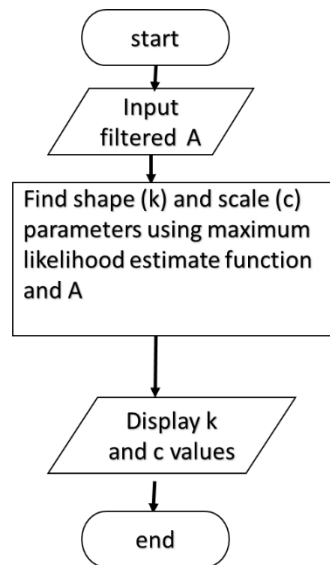 start
Input
filtered A
Find shape (k) and scale (c)
parameters using maximum
likelihood estimate function
and A
Display k
and c values
end